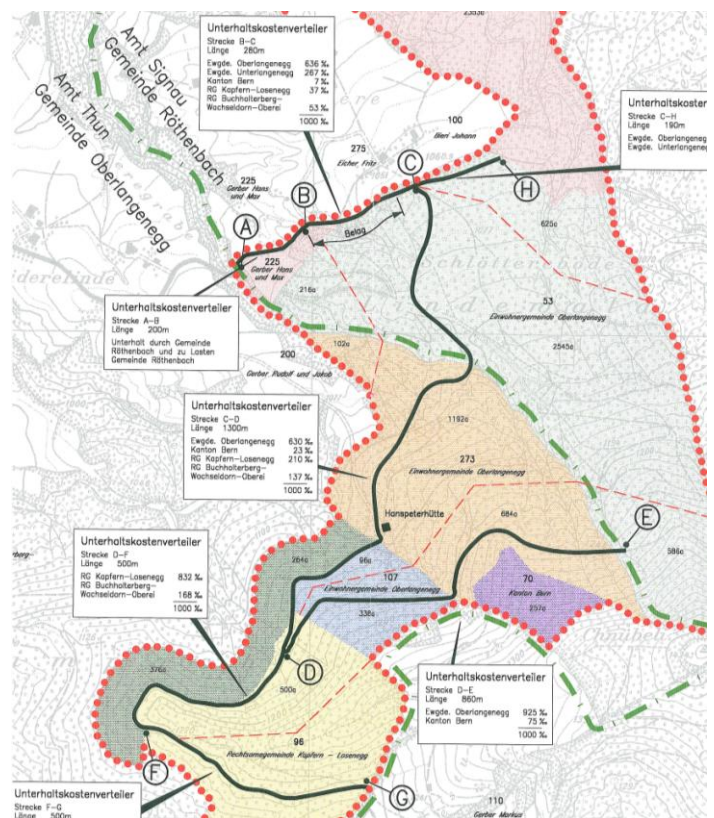 2353a
Unterhaltskostenverteiler
Strecke B-C
Länge 280m
Ewgde. Oberlangenegg 636 ‰
Ewgde. Unterlangenegg 267 ‰
Kanton Bern 7 ‰
RG Kapfern-Losenegg 37 ‰
RG Buchholterberg-
Wachseldorn-Oberei 53 ‰
1000 ‰
Amt Signau
Gemeinde Röthenbach
Amt Thun
Gemeinde Oberlangenegg
100
Bieri Johann
Unterhaltskosten
Strecke C-H
Länge 190m
Ewgde. Oberlangeneg
Ewgde. Unterlangene
275
Eicher Fritz
225
Gerber Hans
und Max
C
H
B
A
Belag
625a
225
Gerber Hans
und Max
216a
53
Einwohnergemeinde Oberlangenegg
Unterhaltskostenverteiler
Strecke A-B
Länge 200m
Unterhalt durch Gemeinde
Röthenbach und zu Lasten
Gemeinde Röthenbach
102a
2545a
200
Gerber Rudolf und Jakob
1192a
Unterhaltskostenverteiler
Strecke C-D
Länge 1300m
Ewgde. Oberlangenegg 630 ‰
Kanton Bern 23 ‰
RG Kapfern-Losenegg 210 ‰
RG Buchholterberg-
Wachseldorn-Oberei 137 ‰
1000 ‰
273
Einwohnergemeinde Oberlangenegg
Hanspeterhütte
684a
E
586a
Unterhaltskostenverteiler
Strecke D-F
Länge 500m
RG Kapfern-Losenegg 832 ‰
RG Buchholterberg-
Wachseldorn-Oberei 168 ‰
1000 ‰
264a
96a
107
Einwohnergemeinde Oberlangenegg
70
Kanton Bern
257a
338a
D
376a
500a
Unterhaltskostenverteiler
Strecke D-E
Länge 860m
Ewgde. Oberlangenegg 925 ‰
Kanton Bern 75 ‰
1000 ‰
F
96
Rechtsamegemeinde Kapfern - Losenegg
G
Unterhaltskostenverteiler
Strecke F-G
Länge 500m
110
Gerber Markus